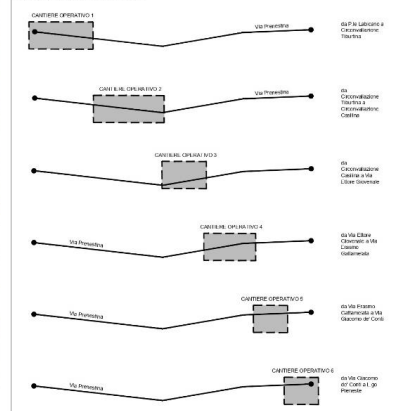 CANTIERE OPERATIVO 1
Via Prenestina
da P.le Labicano a
Circonvallazione
Tiburtina
CANTIERE OPERATIVO 2
Via Prenestina
da
Circonvallazione
Tiburtina a
Circonvallazione
Casilina
CANTIERE OPERATIVO 3
da
Circonvallazione
Casilina a Via
Ettore Giovenale
CANTIERE OPERATIVO 4
Via Prenestina
da Via Ettore
Giovenale a Via
Erasmo
Gattamelata
CANTIERE OPERATIVO 5
Via Prenestina
da Via Erasmo
Gattamelata a Via
Giacomo de' Conti
CANTIERE OPERATIVO 6
Via Prenestina
da Via Giacomo
de' Conti a L.go
Preneste